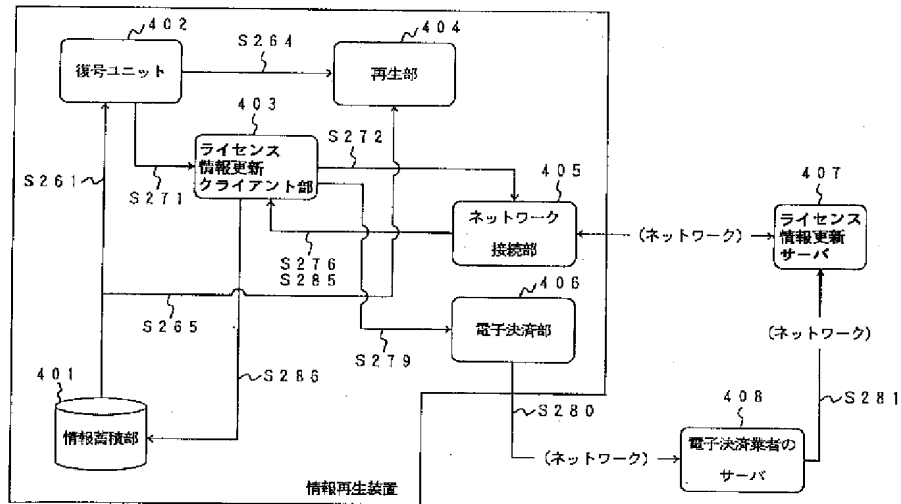 402
復号ユニット
S264
404
再生部
403
ライセンス
情報更新
クライアント部
S261
S271
S272
405
ネットワーク
接続部
(ネットワーク)
407
ライセンス
情報更新
サーバ
S276
S285
S265
406
電子決済部
S279
(ネットワーク)
401
情報蓄積部
S286
S280
408
電子決済業者の
サーバ
S281
(ネットワーク)
情報再生装置